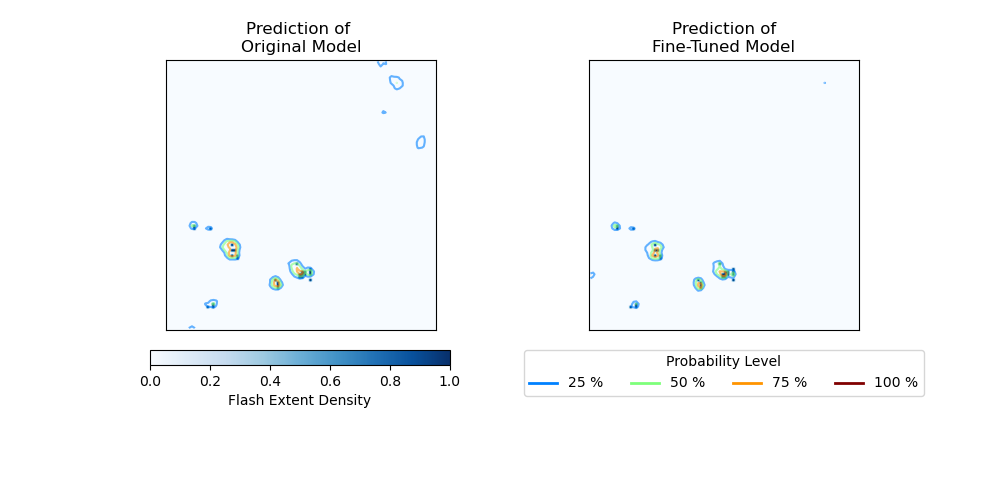 Prediction of
Original Model
Prediction of
Fine-Tuned Model
0.0 0.2 0.4 0.6 0.8 1.0
Flash Extent Density
Probability Level
25 % 50 % 75 % 100 %